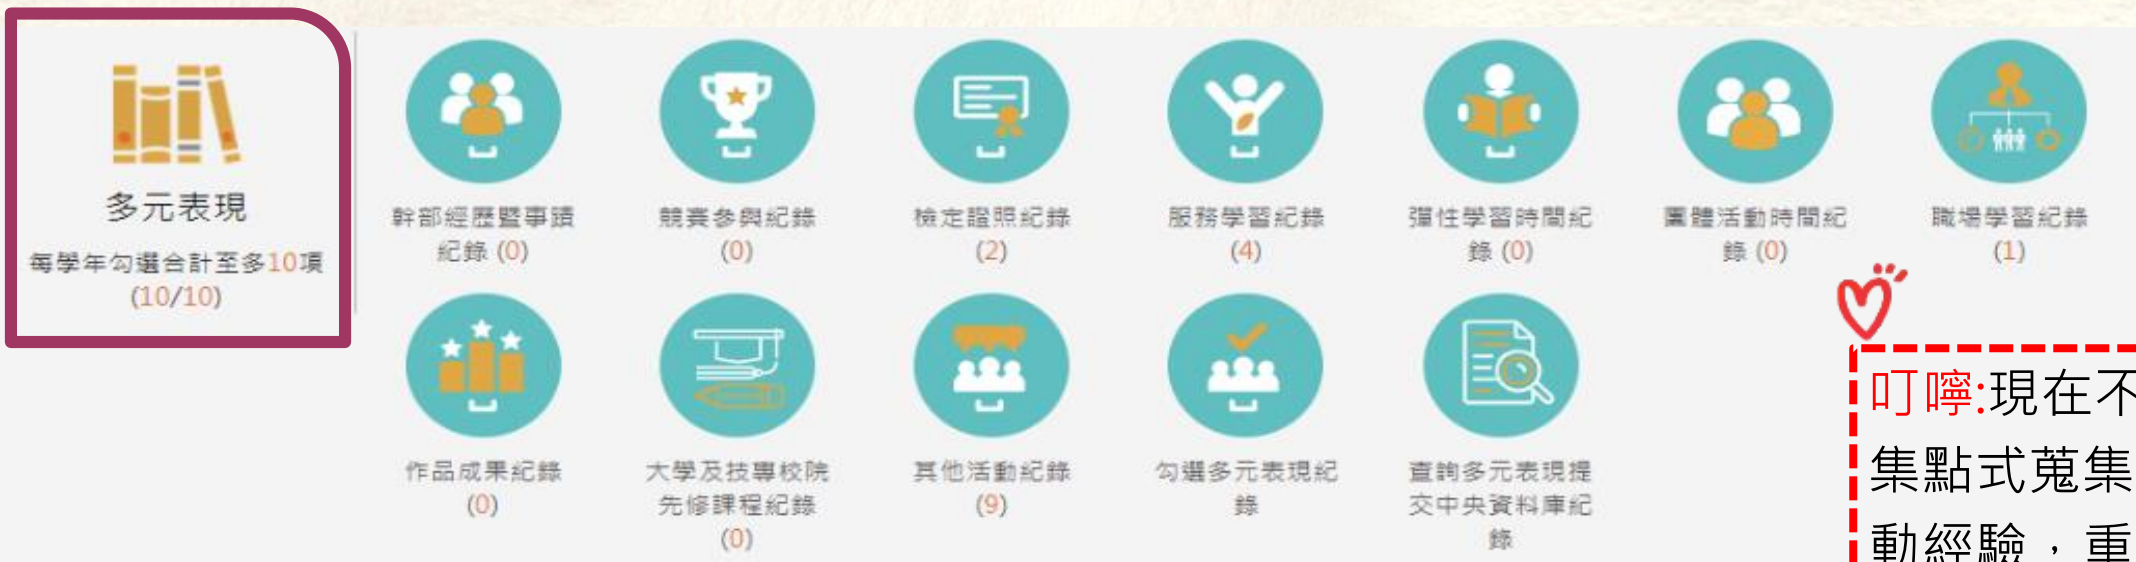 多元表現
每學年勾選合計至多10項
(10/10)
幹部經歷暨事蹟
紀錄 (0)
競賽參與紀錄
(0)
檢定證照紀錄
(2)
服務學習紀錄
(4)
彈性學習時間紀
錄 (0)
團體活動時間紀
錄 (0)
職場學習紀錄
(1)
作品成果紀錄
(0)
大學及技專校院
先修課程紀錄
(0)
其他活動紀錄
(9)
勾選多元表現紀
錄
查詢多元表現提
交中央資料庫紀
錄
叮嚀:現在不
集點式蒐集
動經驗，重